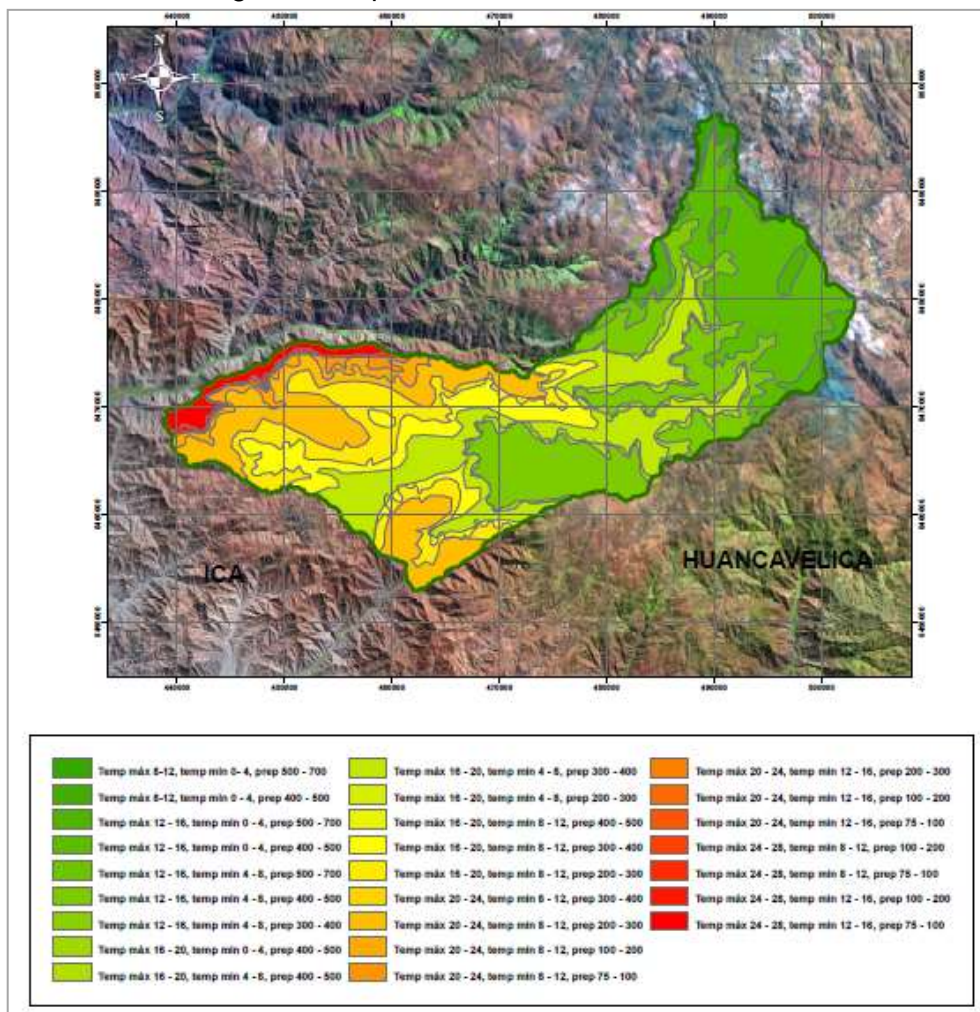 N
W E
S
440000 450000 460000 470000 480000 490000 500000
ICA
HUANCAVELICA
440000 450000 460000 470000 480000 490000 500000
Temp máx 8-12, temp min 0- 4, prep 500 - 700
Temp máx 8-12, temp min 0- 4, prep 400 - 500
Temp máx 12 - 16, temp min 0 - 4, prep 500 - 700
Temp máx 12 - 16, temp min 0 - 4, prep 400 - 500
Temp máx 12 - 16, temp min 4 - 8, prep 500 - 700
Temp máx 12 - 16, temp min 4 - 8, prep 400 - 500
Temp máx 12 - 16, temp min 4 - 8, prep 300 - 400
Temp máx 16 - 20, temp min 0 - 4, prep 400 - 500
Temp máx 16 - 20, temp min 4 - 8, prep 400 - 500
Temp máx 16 - 20, temp min 4 - 8, prep 300 - 400
Temp máx 16 - 20, temp min 4 - 8, prep 200 - 300
Temp máx 16 - 20, temp min 8 - 12, prep 400 - 500
Temp máx 16 - 20, temp min 8 - 12, prep 300 - 400
Temp máx 16 - 20, temp min 8 - 12, prep 200 - 300
Temp máx 20 - 24, temp min 8 - 12, prep 300 - 400
Temp máx 20 - 24, temp min 8 - 12, prep 200 - 300
Temp máx 20 - 24, temp min 8 - 12, prep 100 - 200
Temp máx 20 - 24, temp min 8 - 12, prep 75 - 100
Temp máx 20 - 24, temp min 12 - 16, prep 200 - 300
Temp máx 20 - 24, temp min 12 - 16, prep 100 - 200
Temp máx 20 - 24, temp min 12 - 16, prep 75 - 100
Temp máx 24 - 28, temp min 8 - 12, prep 100 - 200
Temp máx 24 - 28, temp min 8 - 12, prep 75 - 100
Temp máx 24 - 28, temp min 12 - 16, prep 100 - 200
Temp máx 24 - 28, temp min 12 - 16, prep 75 - 100